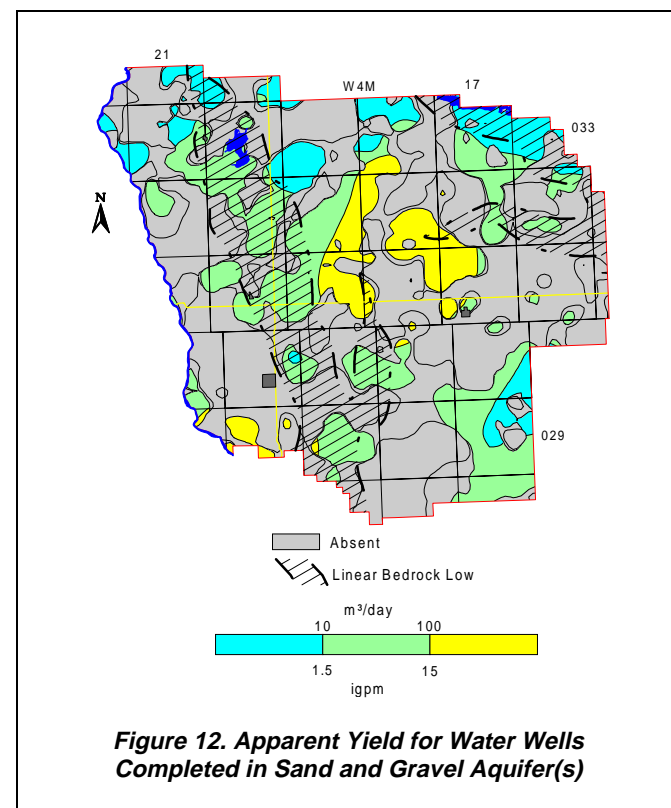 21
W4M
17
033
N
029
Absent
Linear Bedrock Low
m³/day
10 100
1.5 15
igpm
Figure 12. Apparent Yield for Water Wells
Completed in Sand and Gravel Aquifer(s)